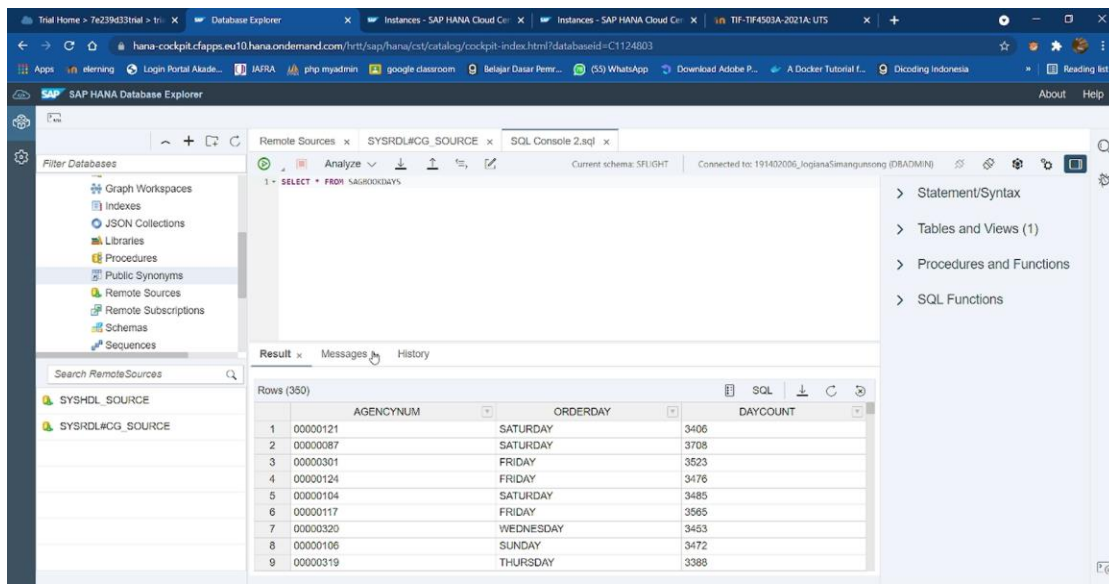 Trial Home > 7e239d33trial > tri
Database Explorer
Instances - SAP HANA Cloud Cen
Instances - SAP HANA Cloud Cen
TIF-TIF4503A-2021A: UTS
hana-cockpit.cfapps.eu10.hana.ondemand.com/hrtt/sap/hana/cst/catalog/cockpit-index.html?databaseid=C1124803
Apps
elerning
Login Portal Akade...
IAFRA
php myadmin
google classroom
Belajar Dasar Pemr...
(55) WhatsApp
Download Adobe P...
A Docker Tutorial f...
Dicoding Indonesia
Reading list
SAP SAP HANA Database Explorer
About Help
Remote Sources
SYSRDL#CG_SOURCE
SQL Console 2.sql
Filter Databases
Analyze
Current schema: SFLIGHT
Connected to: 191402006_IogianaSimangunsong (DBADMIN)
Graph Workspaces
Indexes
JSON Collections
Libraries
Procedures
Public Synonyms
Remote Sources
Remote Subscriptions
Schemas
Sequences
1 SELECT * FROM SAGBOOKDAYS
Statement/Syntax
Tables and Views (1)
Procedures and Functions
SQL Functions
Search RemoteSources
SYSHDL_SOURCE
SYSRDL#CG_SOURCE
Result Messages History
Rows (350)
SQL
AGENCYNUM ORDERDAY DAYCOUNT
1 00000121 SATURDAY 3406
2 00000087 SATURDAY 3708
3 00000301 FRIDAY 3523
4 00000124 FRIDAY 3476
5 00000104 SATURDAY 3485
6 00000117 FRIDAY 3565
7 00000320 WEDNESDAY 3453
8 00000106 SUNDAY 3472
9 00000319 THURSDAY 3388